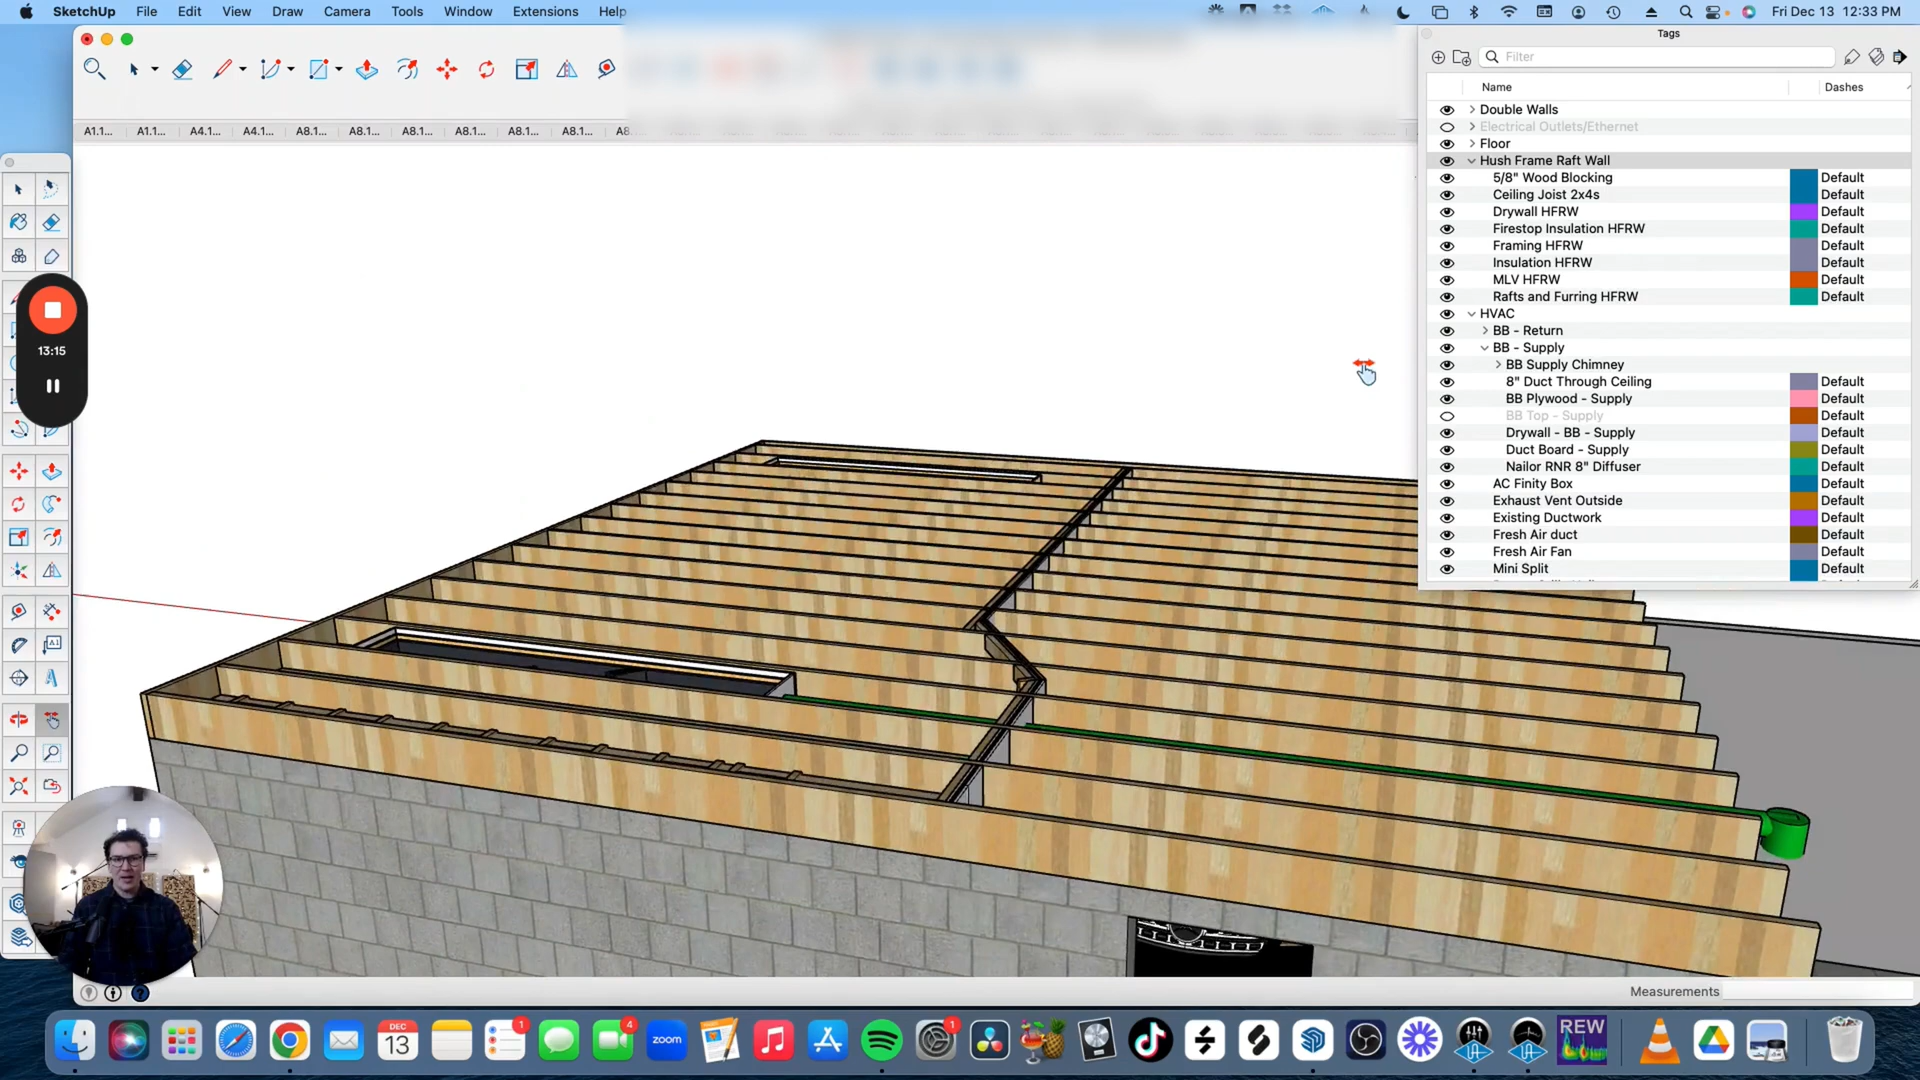 SketchUp File Edit View Draw Camera Tools Window Extensions Help
Fri Dec 13 12:33 PM
Tags
Filter
Name Dashes
A1.1... A1.1... A4.1... A4.1... A8.1... A8.1... A8.1... A8.1... A8.1... A8.1... A8...
Double Walls
Electrical Outlets/Ethernet
Floor
Hush Frame Raft Wall
5/8" Wood Blocking Default
Ceiling Joist 2x4s Default
Drywall HFRW Default
Firestop Insulation HFRW Default
Framing HFRW Default
Insulation HFRW Default
MLV HFRW Default
Rafts and Furring HFRW Default
HVAC
BB - Return
BB - Supply
BB Supply Chimney
8" Duct Through Ceiling Default
BB Plywood - Supply Default
BB Top - Supply Default
Drywall - BB - Supply Default
Duct Board - Supply Default
Nailor RNR 8" Diffuser Default
AC Finity Box Default
Exhaust Vent Outside Default
Existing Ductwork Default
Fresh Air duct Default
Fresh Air Fan Default
Mini Split Default
13:15
Measurements
DEC
13
1
4
zoom
1
REW